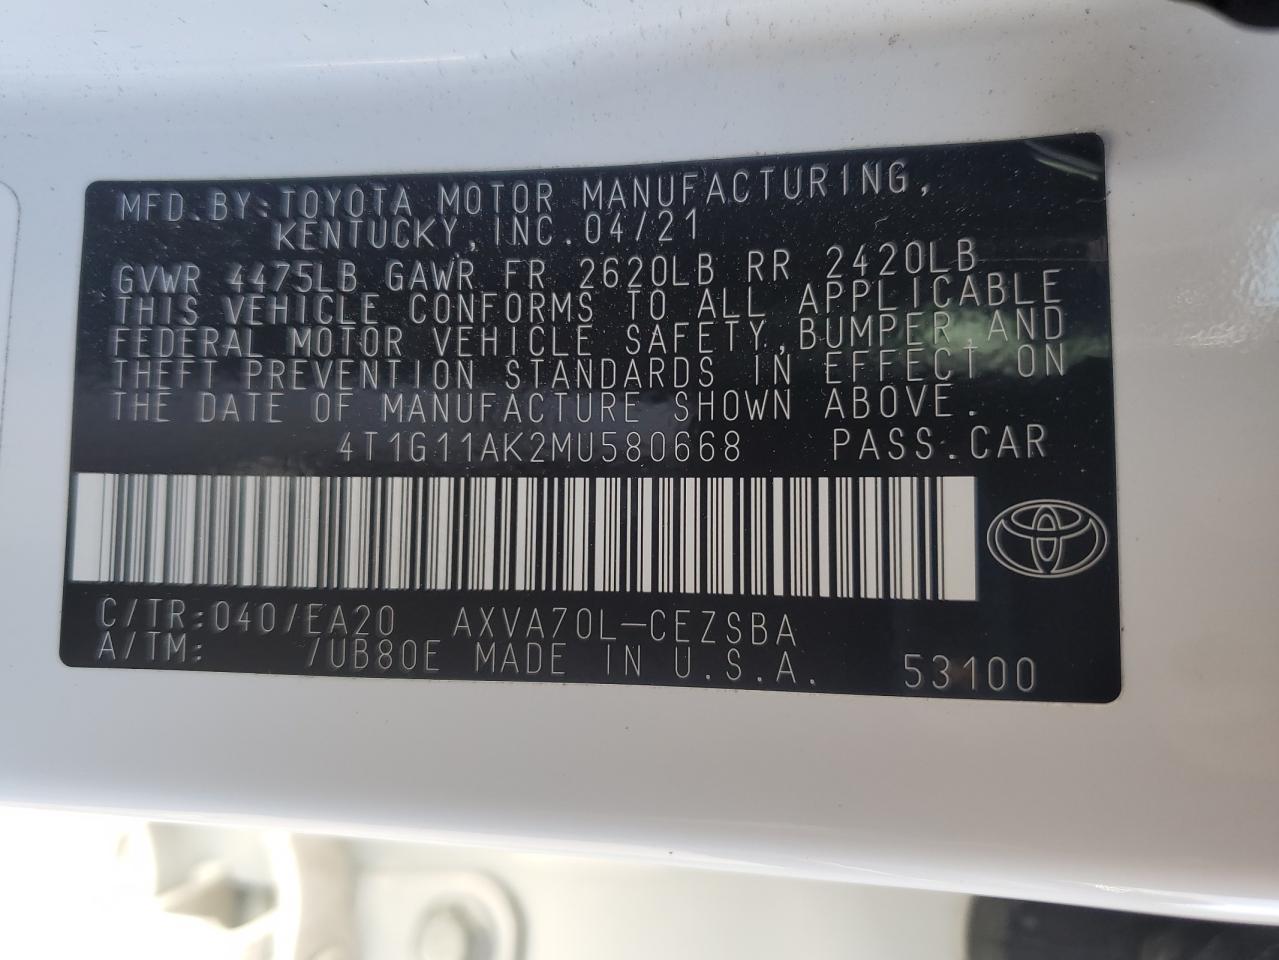 MFD.BY:TOYOTA MOTOR MANUFACTURING,
KENTUCKY,INC.04/21
GVWR 4475LB GAWR FR 2620LB RR 2420LB
THIS VEHICLE CONFORMS TO ALL APPLICABLE
FEDERAL MOTOR VEHICLE SAFETY,BUMPER,AND
THEFT PREVENTION STANDARDS IN EFFECT ON
THE DATE OF MANUFACTURE SHOWN ABOVE.
4T1G11AK2MU580668 PASS.CAR
C/TR:040/EA20 AXVA70L-CEZSBA
A/TM: /UB80E MADE IN U.S.A. 53100